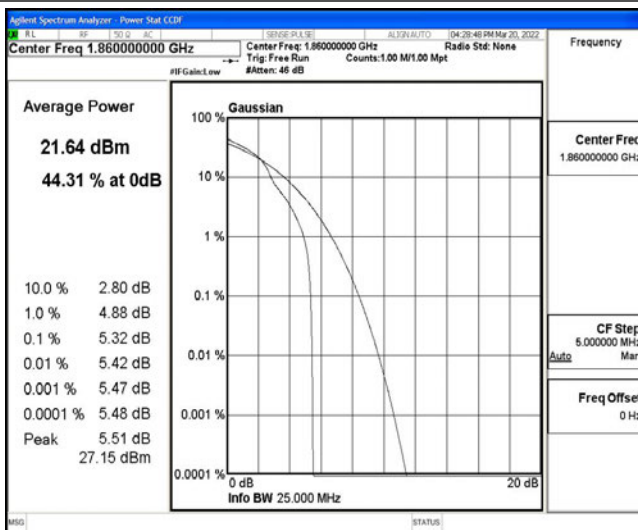 Agilent Spectrum Analyzer - Power Stat CCDF
RL RF 50 Ω AC SENSE:PULSE ALIGN AUTO 04:28:48 PM Mar 20, 2022
Center Freq 1.860000000 GHz
Center Freq: 1.860000000 GHz Radio Std: None
Trig: Free Run Counts:1.00 M/1.00 Mpt
#IFGain:Low #Atten: 46 dB
Frequency
Average Power
21.64 dBm
44.31 % at 0dB
10.0 % 2.80 dB
1.0 % 4.88 dB
0.1 % 5.32 dB
0.01 % 5.42 dB
0.001 % 5.47 dB
0.0001 % 5.48 dB
Peak 5.51 dB
27.15 dBm
Gaussian
100 %
10 %
1 %
0.1 %
0.01 %
0.001 %
0.0001 %
0 dB 20 dB
Info BW 25.000 MHz
Center Freq
1.860000000 GHz
CF Step
5.000000 MHz
Auto Man
Freq Offset
0 Hz
MSG STATUS